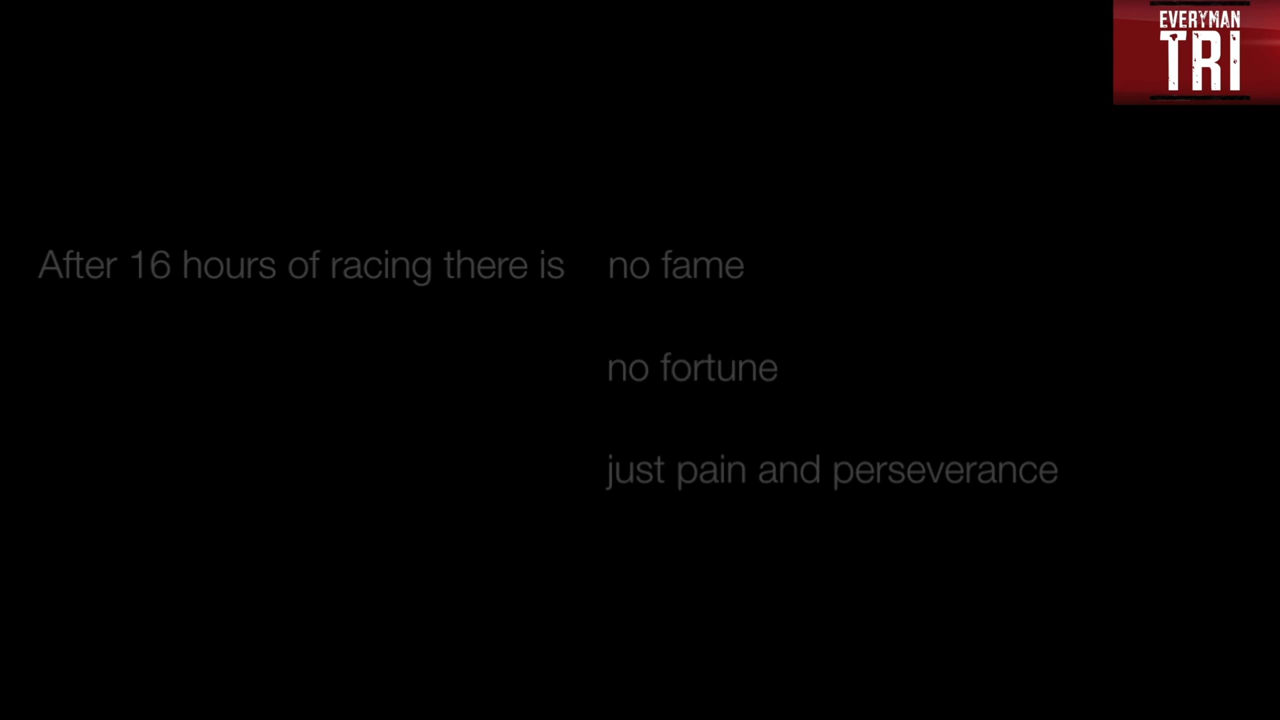 EVERYMAN
TRI
After 16 hours of racing there is no fame
no fortune
just pain and perseverance